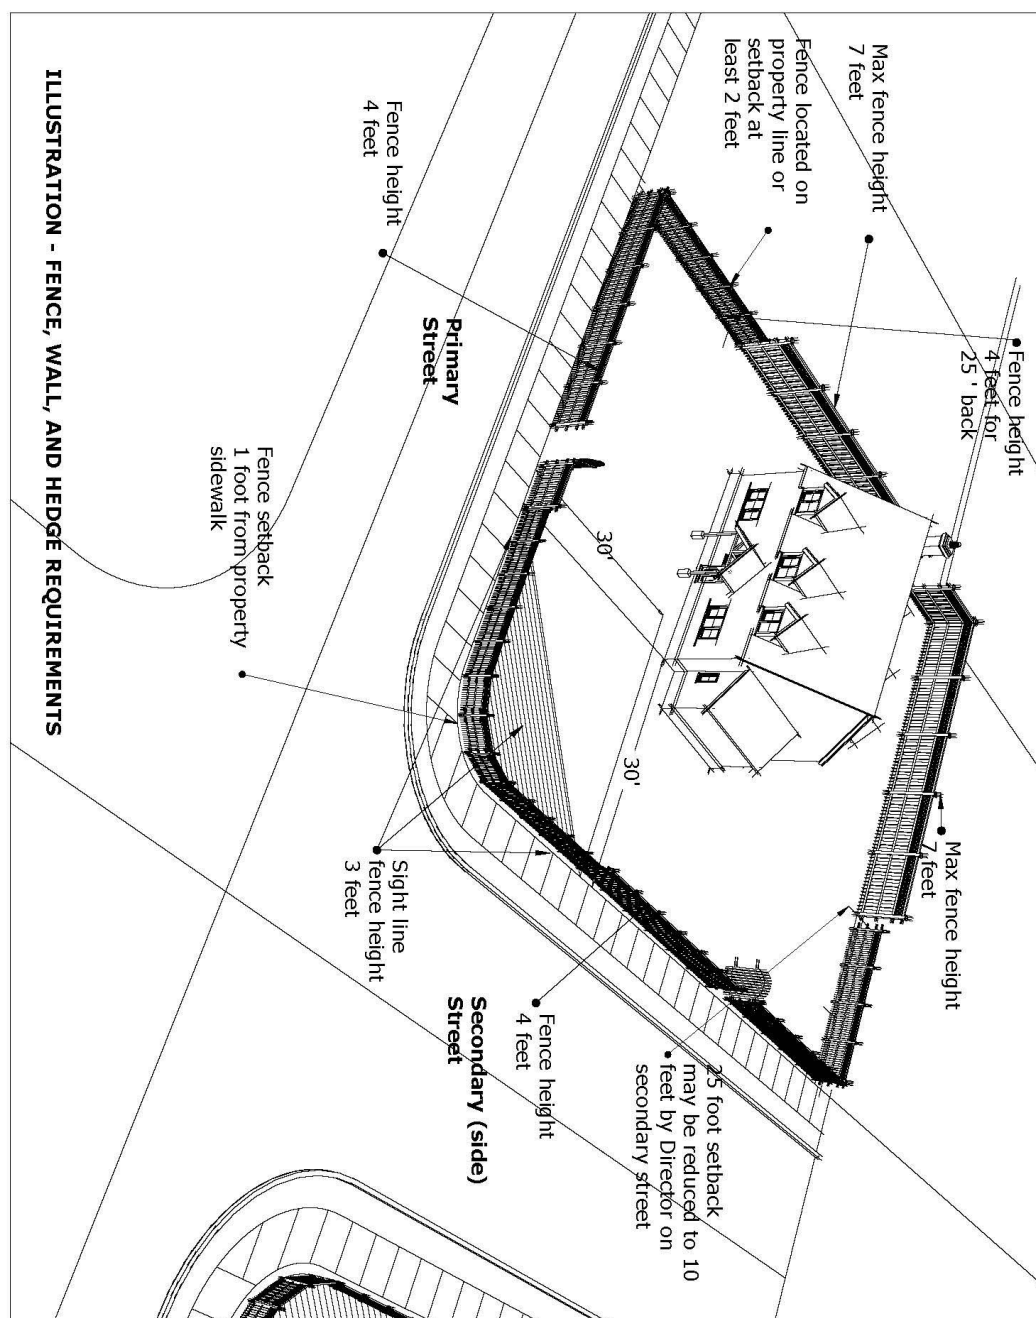 Fence height
4 feet for
25 ' back
Max fence height
7 feet
Fence located on
property line or
setback at
least 2 feet
Max fence height
7 feet
30'
30'
25 foot setback
may be reduced to 10
feet by Director on
secondary street
Fence height
4 feet
Secondary (side)
Street
Primary
Street
Fence height
4 feet
Sight line
fence height
3 feet
Fence setback
1 foot from property
sidewalk
ILLUSTRATION - FENCE, WALL, AND HEDGE REQUIREMENTS